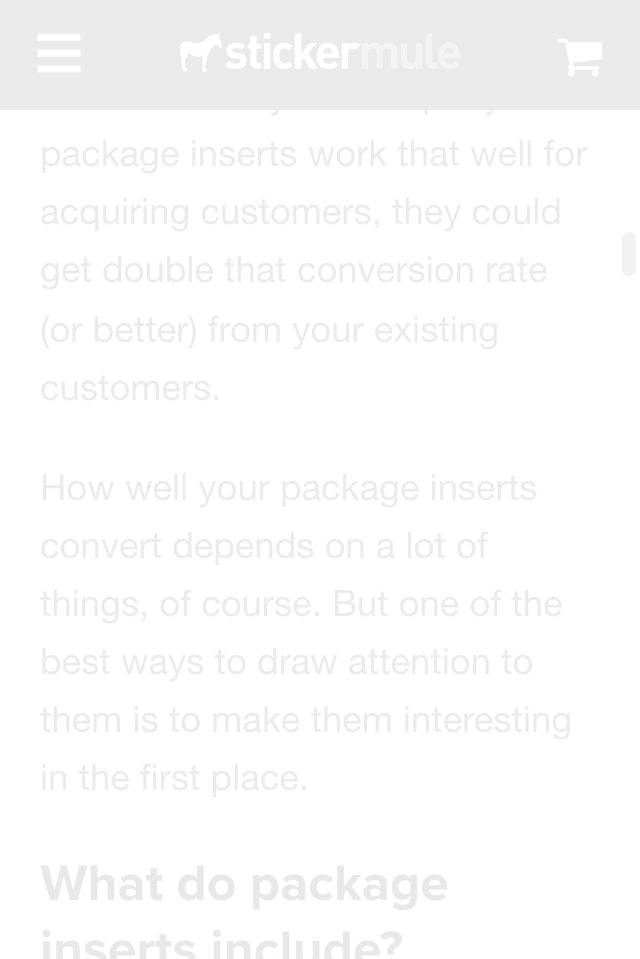 stickermule
package inserts work that well for
acquiring customers, they could
get double that conversion rate
(or better) from your existing
customers.
How well your package inserts
convert depends on a lot of
things, of course. But one of the
best ways to draw attention to
them is to make them interesting
in the first place.
What do package
inserts include?